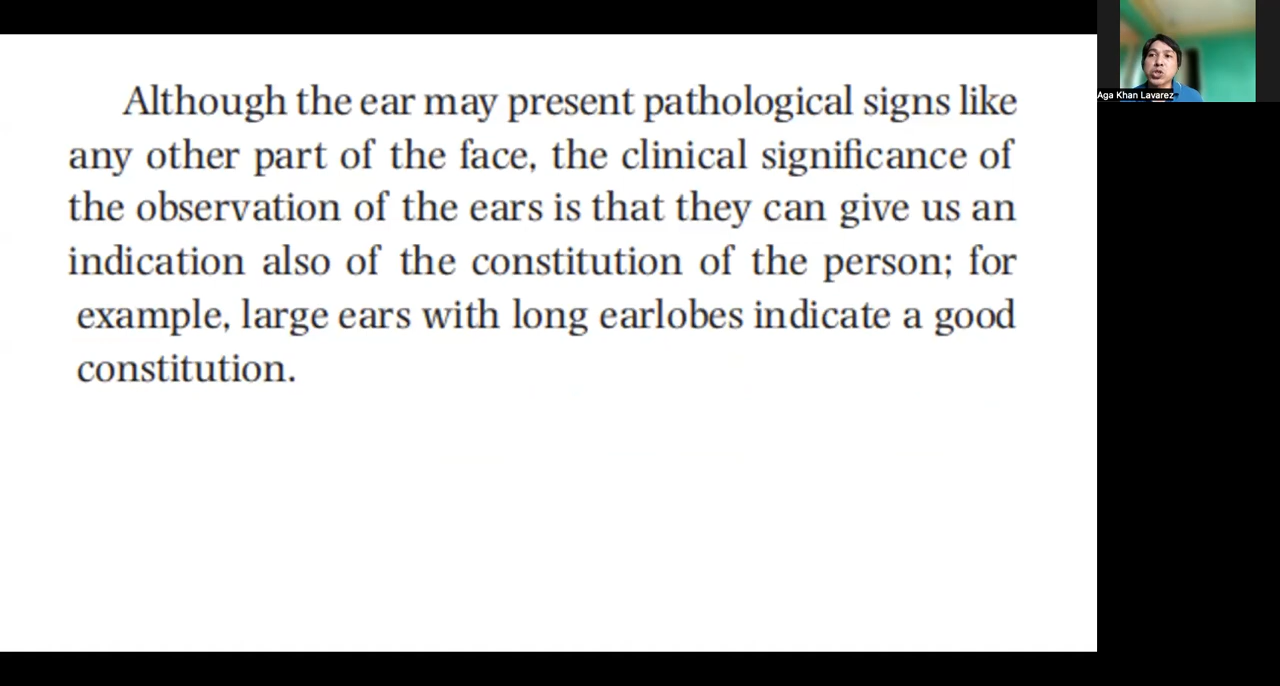 Although the ear may present pathological signs like
any other part of the face, the clinical significance of
the observation of the ears is that they can give us an
indication also of the constitution of the person; for
example, large ears with long earlobes indicate a good
constitution.
Aga Khan Lavarez